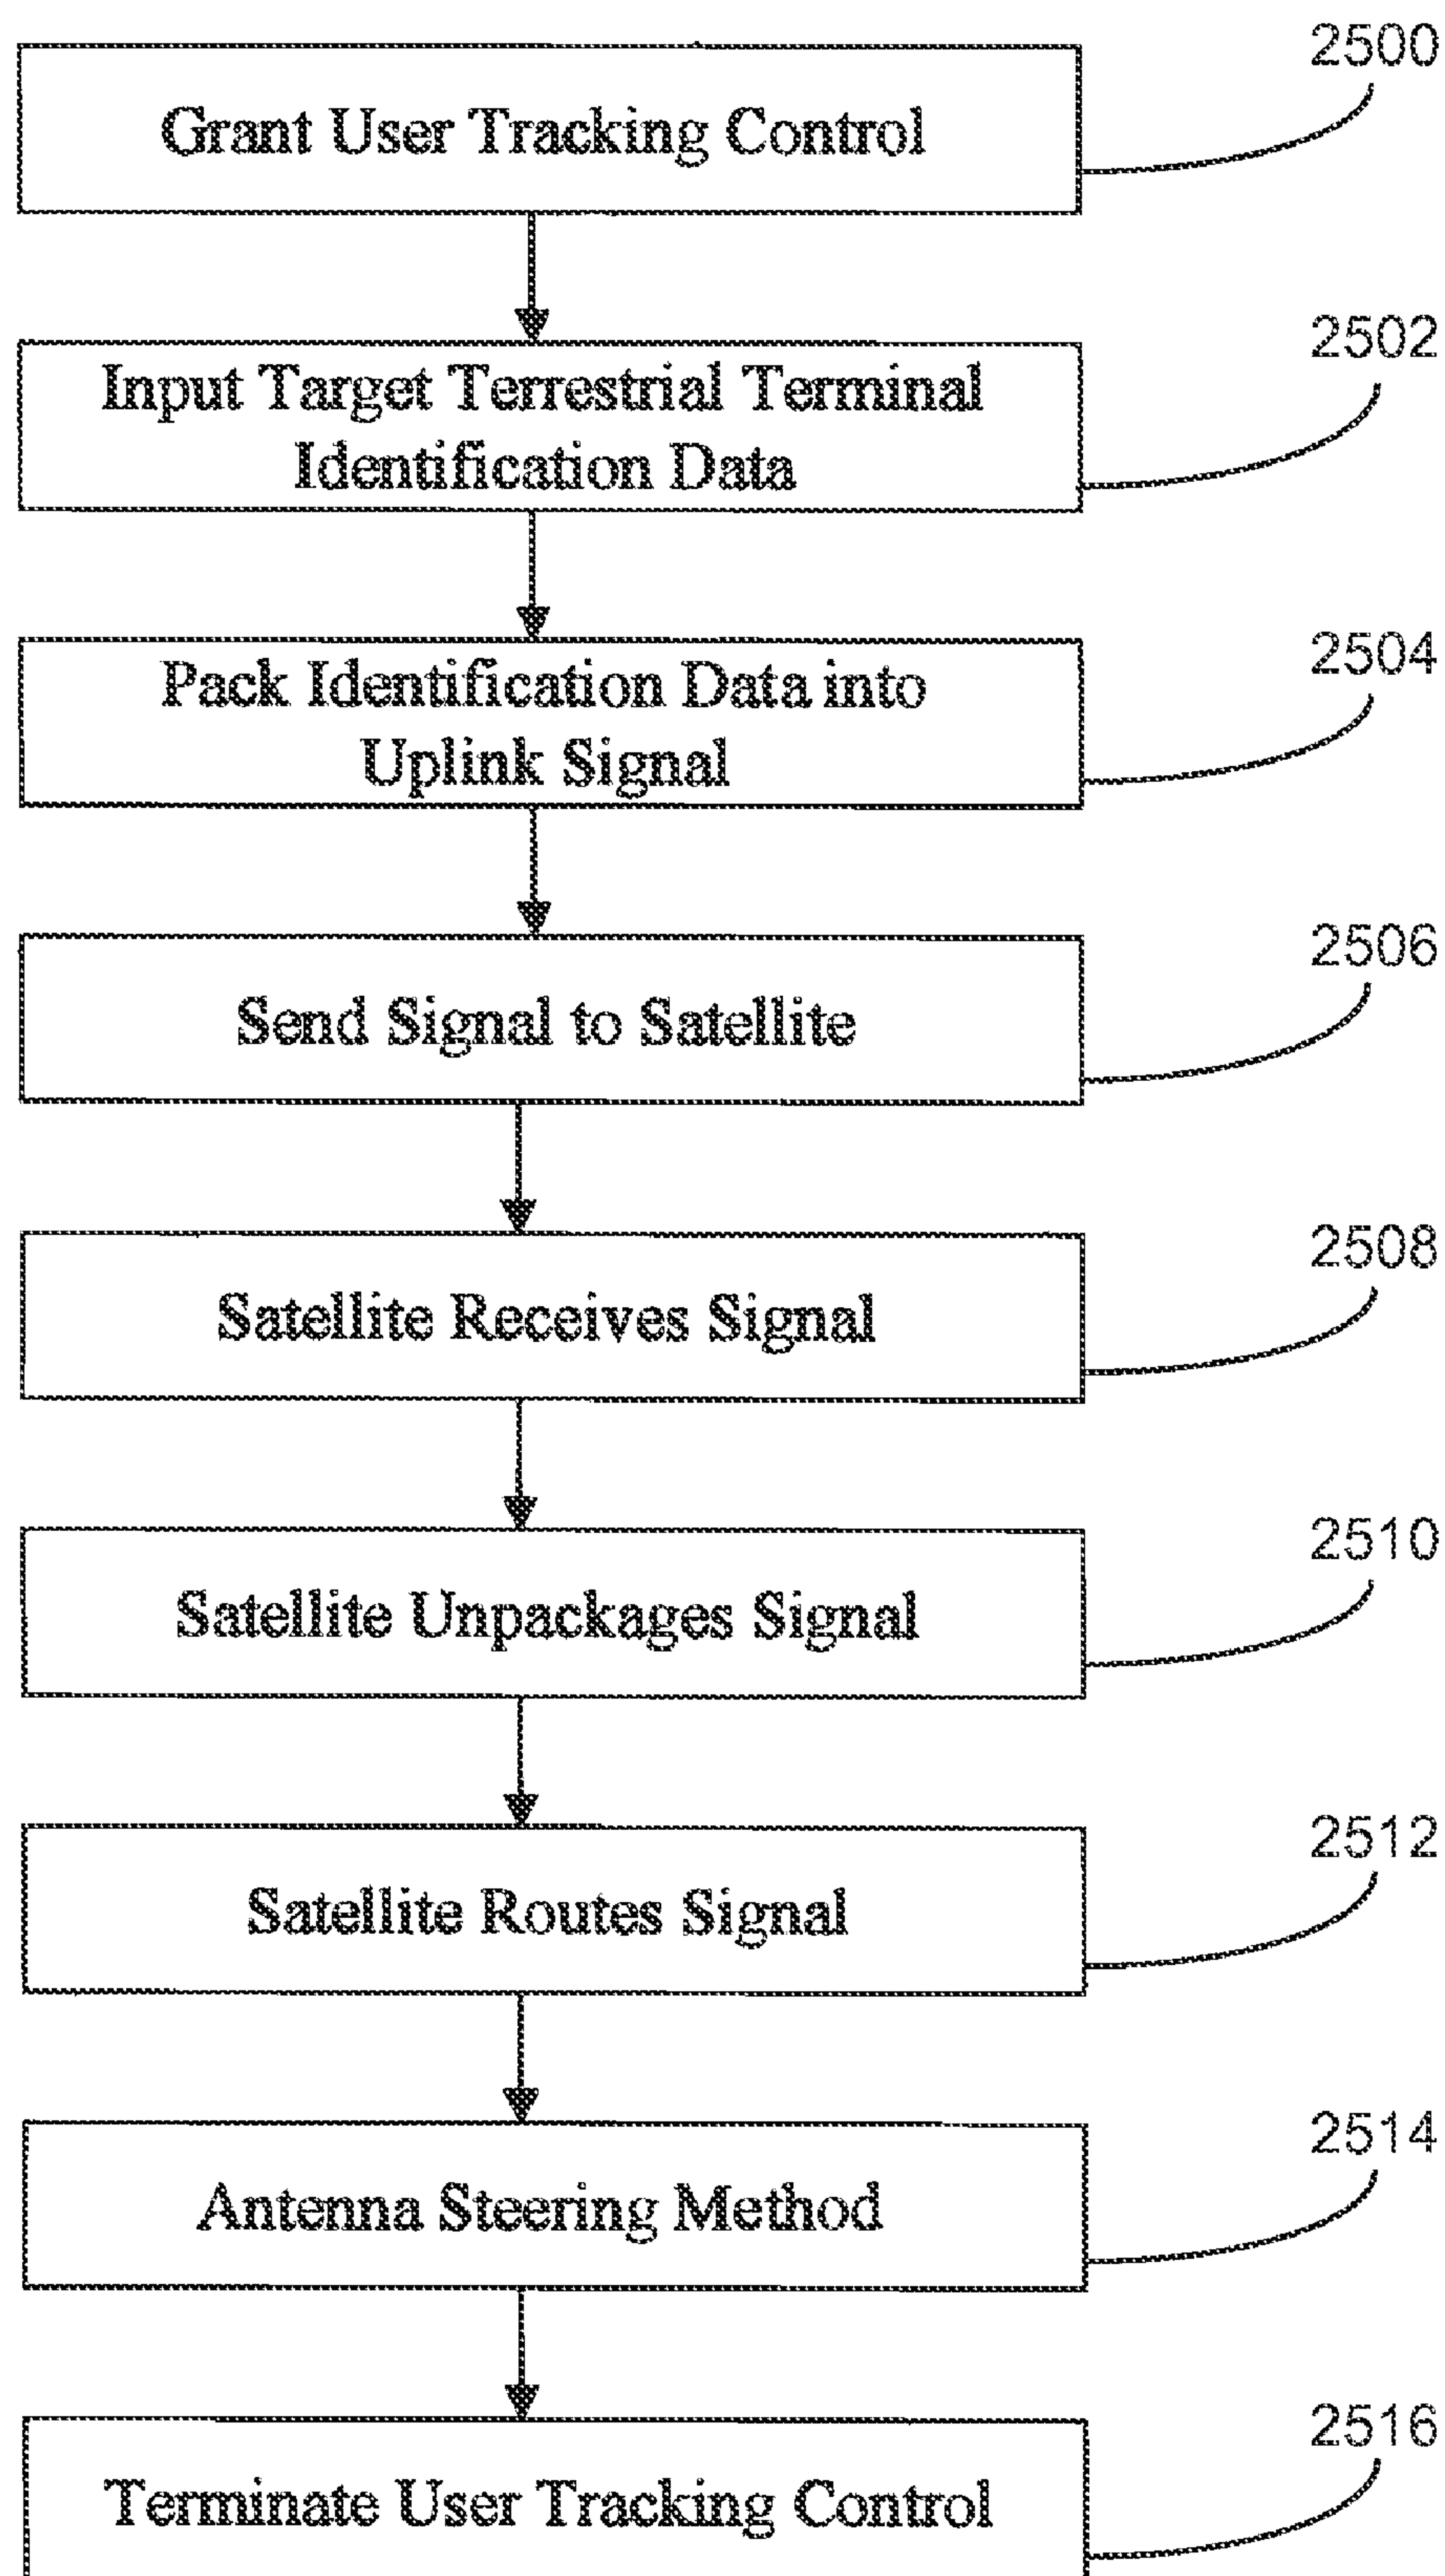 2500
Grant User Tracking Control
2502
Input Target Terrestrial Terminal
Identification Data
2504
Pack Identification Data into
Uplink Signal
2506
Send Signal to Satellite
2508
Satellite Receives Signal
2510
Satellite Unpackages Signal
2512
Satellite Routes Signal
2514
Antenna Steering Method
2516
Terminate User Tracking Control